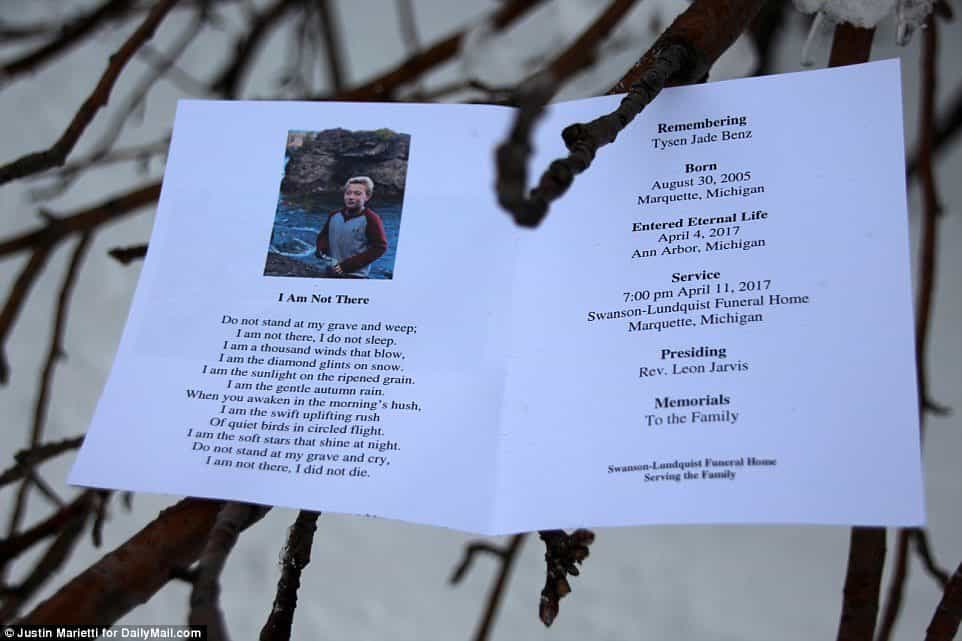 I Am Not There
Do not stand at my grave and weep;
I am not there, I do not sleep.
I am a thousand winds that blow,
I am the diamond glints on snow.
I am the sunlight on the ripened grain.
I am the gentle autumn rain.
When you awaken in the morning's hush,
I am the swift uplifting rush
Of quiet birds in circled flight.
I am the soft stars that shine at night.
Do not stand at my grave and cry,
I am not there, I did not die.
Remembering
Tysen Jade Benz
Born
August 30, 2005
Marquette, Michigan
Entered Eternal Life
April 4, 2017
Ann Arbor, Michigan
Service
7:00 pm April 11, 2017
Swanson-Lundquist Funeral Home
Marquette, Michigan
Presiding
Rev. Leon Jarvis
Memorials
To the Family
Swanson-Lundquist Funeral Home
Serving the Family
© Justin Marietti for DailyMail.com